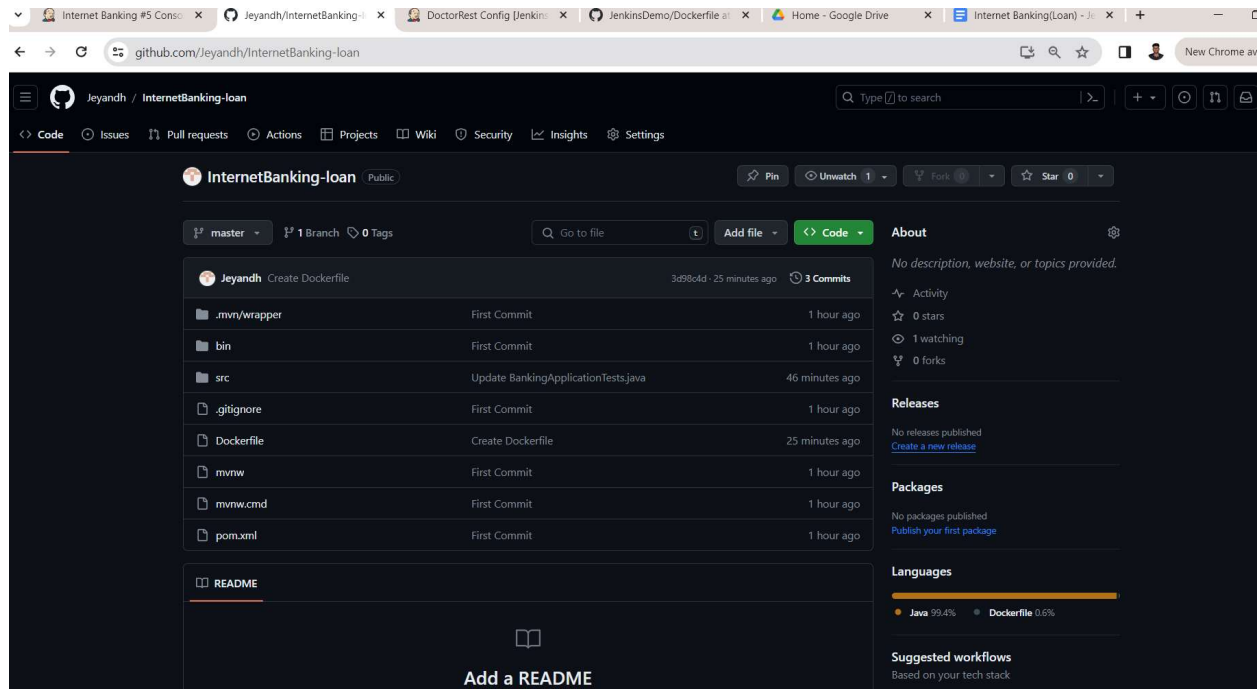 Internet Banking #5 Conso
Jeyandh/InternetBanking-l
DoctorRest Config [Jenkins
JenkinsDemo/Dockerfile at
Home - Google Drive
Internet Banking(Loan) - Je
github.com/Jeyandh/InternetBanking-loan
New Chrome av
Jeyandh / InternetBanking-loan
Type / to search
Code Issues Pull requests Actions Projects Wiki Security Insights Settings
InternetBanking-loan Public
Pin Unwatch 1 Fork 0 Star 0
master 1 Branch 0 Tags Go to file t Add file Code
Jeyandh Create Dockerfile 3d98c4d · 25 minutes ago 3 Commits
.mvn/wrapper First Commit 1 hour ago
bin First Commit 1 hour ago
src Update BankingApplicationTests.java 46 minutes ago
.gitignore First Commit 1 hour ago
Dockerfile Create Dockerfile 25 minutes ago
mvnw First Commit 1 hour ago
mvnw.cmd First Commit 1 hour ago
pom.xml First Commit 1 hour ago
README
Add a README
About
No description, website, or topics provided.
Activity
0 stars
1 watching
0 forks
Releases
No releases published
Create a new release
Packages
No packages published
Publish your first package
Languages
Java 99.4% Dockerfile 0.6%
Suggested workflows
Based on your tech stack